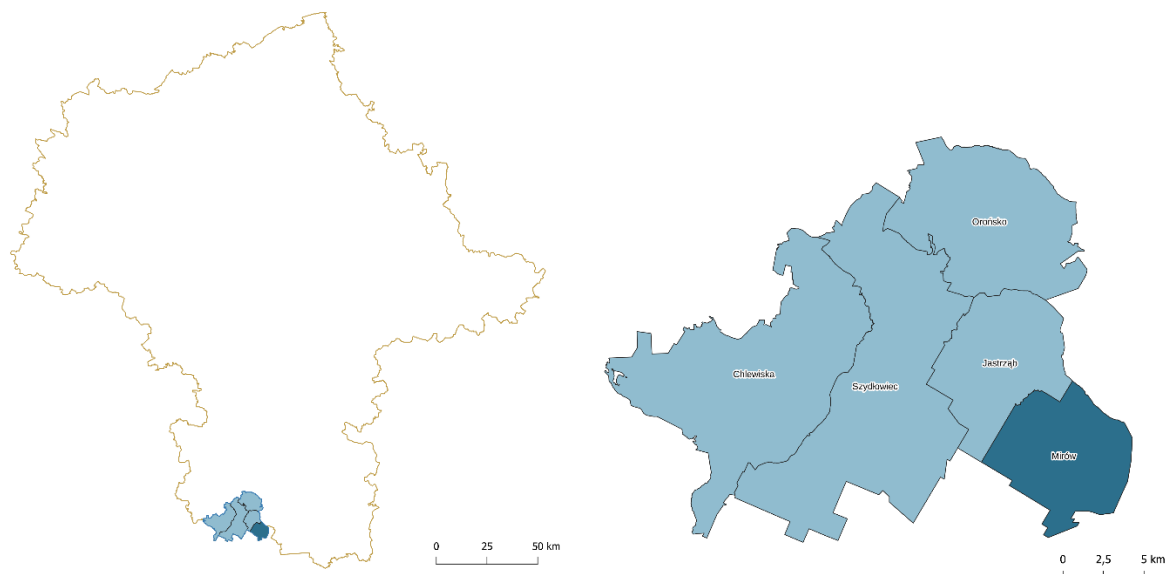 Orońsko
Jastrząb
Chlewiska
Szydłowiec
Mirów
0 25 50 km
0 2,5 5 km